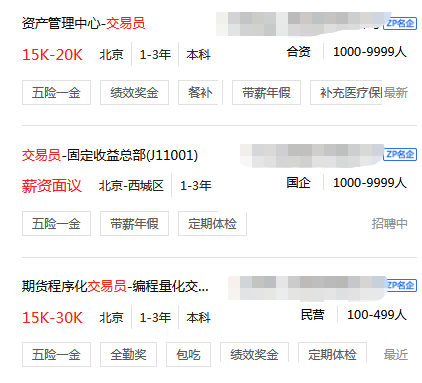 资产管理中心-交易员 ZP名企
15K-20K 北京 1-3年 本科 合资 1000-9999人
五险一金 绩效奖金 餐补 带薪年假 补充医疗保 最新
交易员-固定收益总部(J11001) ZP名企
薪资面议 北京-西城区 1-3年 国企 1000-9999人
五险一金 带薪年假 定期体检 招聘中
期货程序化交易员-编程量化交... ZP名企
15K-30K 北京 1-3年 本科 民营 100-499人
五险一金 全勤奖 包吃 绩效奖金 定期体检 最近